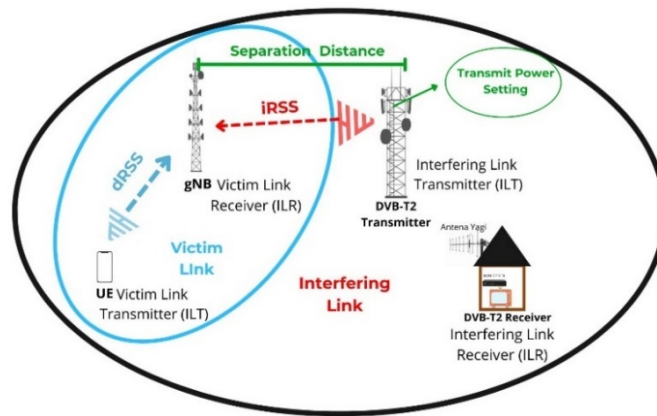 Separation Distance
Transmit Power
Setting
iRSS
dRSS
gNB Victim Link
Receiver (ILR)
Interfering Link
Transmitter (ILT)
DVB-T2
Transmitter
Antena Yagi
Victim
LInk
Interfering
Link
UE Victim Link
Transmitter (ILT)
DVB-T2 Receiver
Interfering Link
Receiver (ILR)